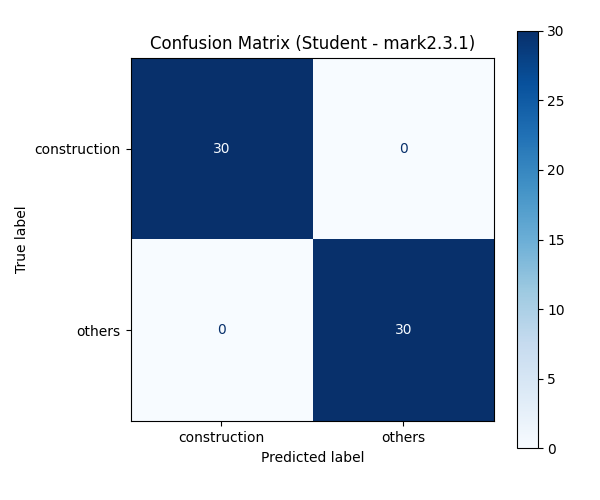 Confusion Matrix (Student - mark2.3.1)
construction
others
True label
30
0
0
30
construction
others
Predicted label
30
25
20
15
10
5
0